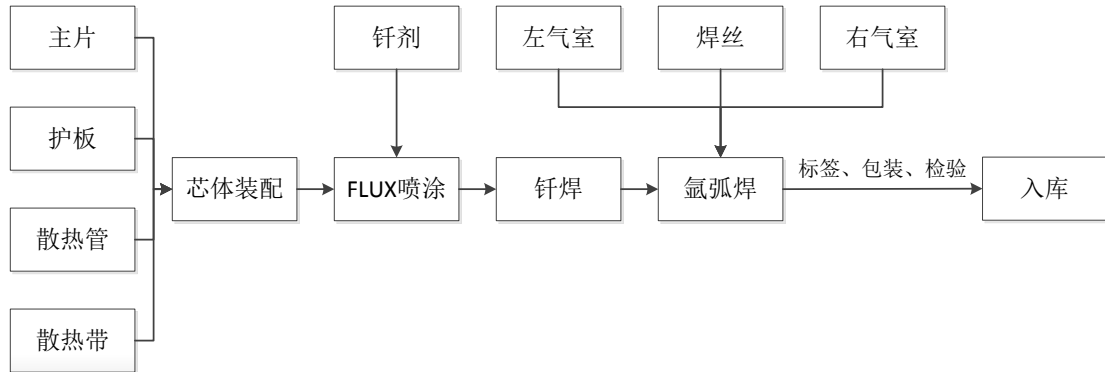 主片
钎剂
左气室
焊丝
右气室
护板
芯体装配
FLUX喷涂
钎焊
氩弧焊
标签、包装、检验
入库
散热管
散热带